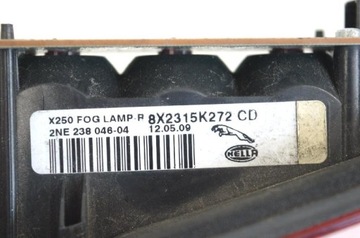 X250 FOG LAMP-R 8X2315K272 CD
2NE 238 046-04 12.05.09
HELLA